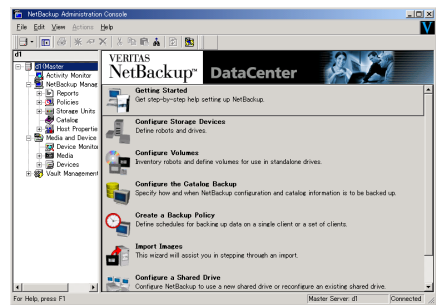 NetBackup Administration Console
File Edit View Actions Help
d1
d1(Master
Activity Monitor
NetBackup Manag
Reports
Policies
Storage Units
Catalog
Host Propertie
Media and Device
Device Monitor
Media
Devices
Vault Management
VERITAS
NetBackup™ DataCenter
Getting Started
Get step-by-step help setting up NetBackup.
Configure Storage Devices
Define robots and drives.
Configure Volumes
Inventory robots and define volumes for use in standalone drives.
Configure the Catalog Backup
Specify how and when NetBackup configuration and catalog information is to be backed up.
Create a Backup Policy
Define schedules for backing up data on a single client or a set of clients.
Import Images
This wizard will assist you in stepping through an import.
Configure a Shared Drive
Configure NetBackup to use a new shared drive or reconfigure an existing shared drive.
For Help, press F1
Master Server: d1
Connected